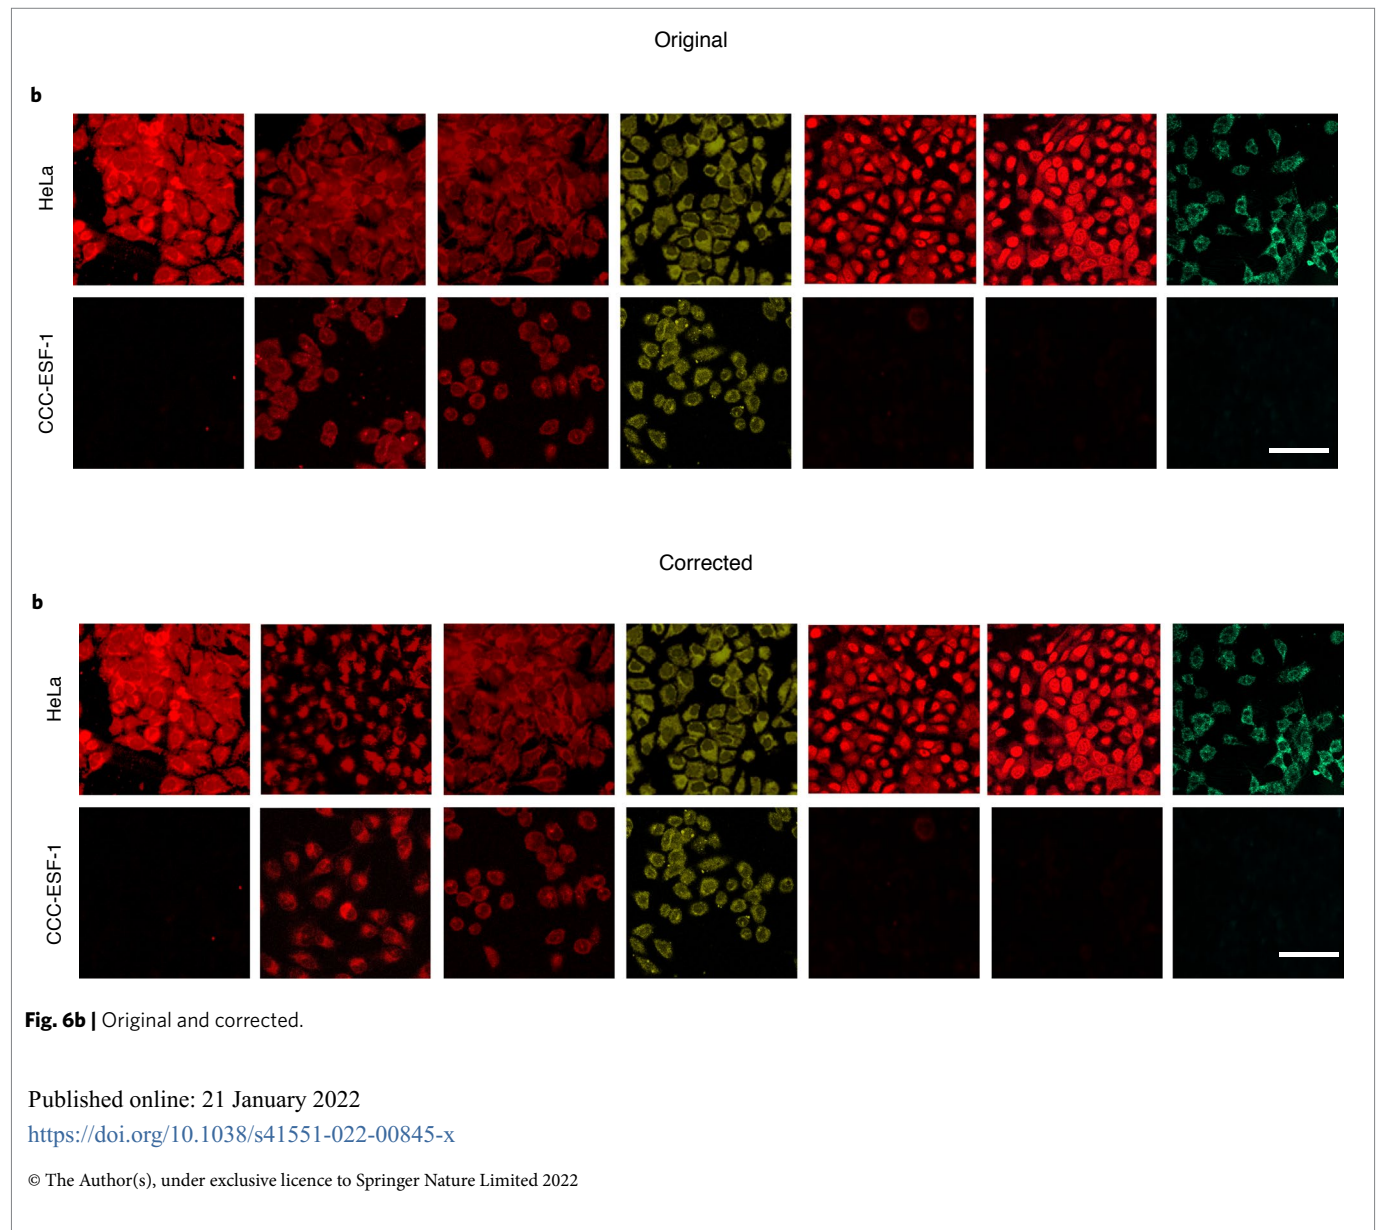 Original
b
HeLa
CCC-ESF-1
Corrected
b
HeLa
CCC-ESF-1
Fig. 6b | Original and corrected.
Published online: 21 January 2022
https://doi.org/10.1038/s41551-022-00845-x
© The Author(s), under exclusive licence to Springer Nature Limited 2022